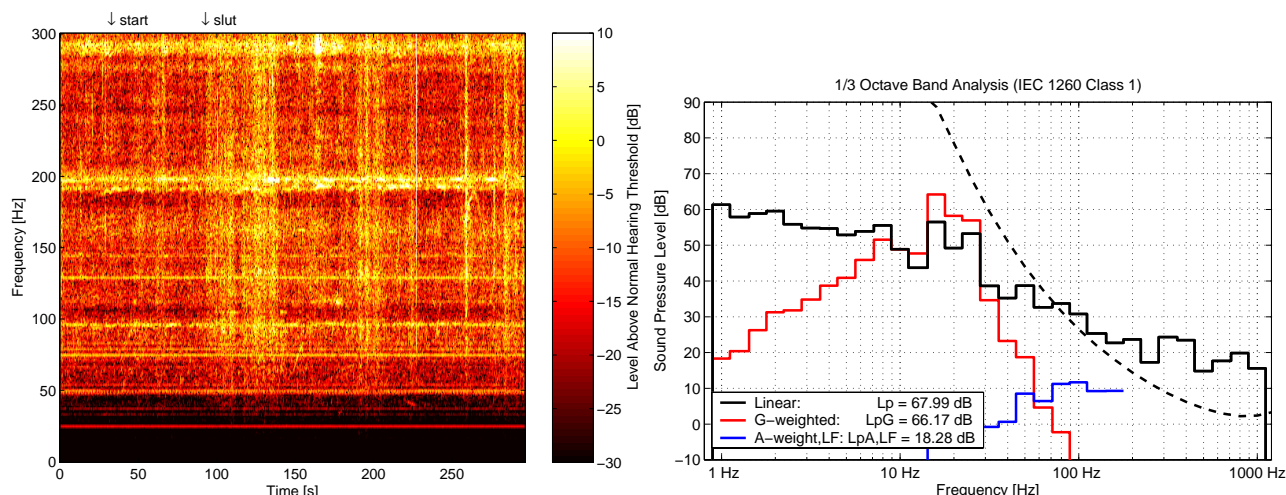 ↓ start ↓ slut
300
250
200
150
100
50
0
Frequency [Hz]
0 50 100 150 200 250
Time [s]
10
5
0
−5
−10
−15
−20
−25
−30
Level Above Normal Hearing Threshold [dB]
1/3 Octave Band Analysis (IEC 1260 Class 1)
90
80
70
60
50
40
30
20
10
0
−10
Sound Pressure Level [dB]
Linear: Lp = 67.99 dB
G−weighted: LpG = 66.17 dB
A−weight,LF: LpA,LF = 18.28 dB
1 Hz 10 Hz 100 Hz 1000 Hz
Frequency [Hz]